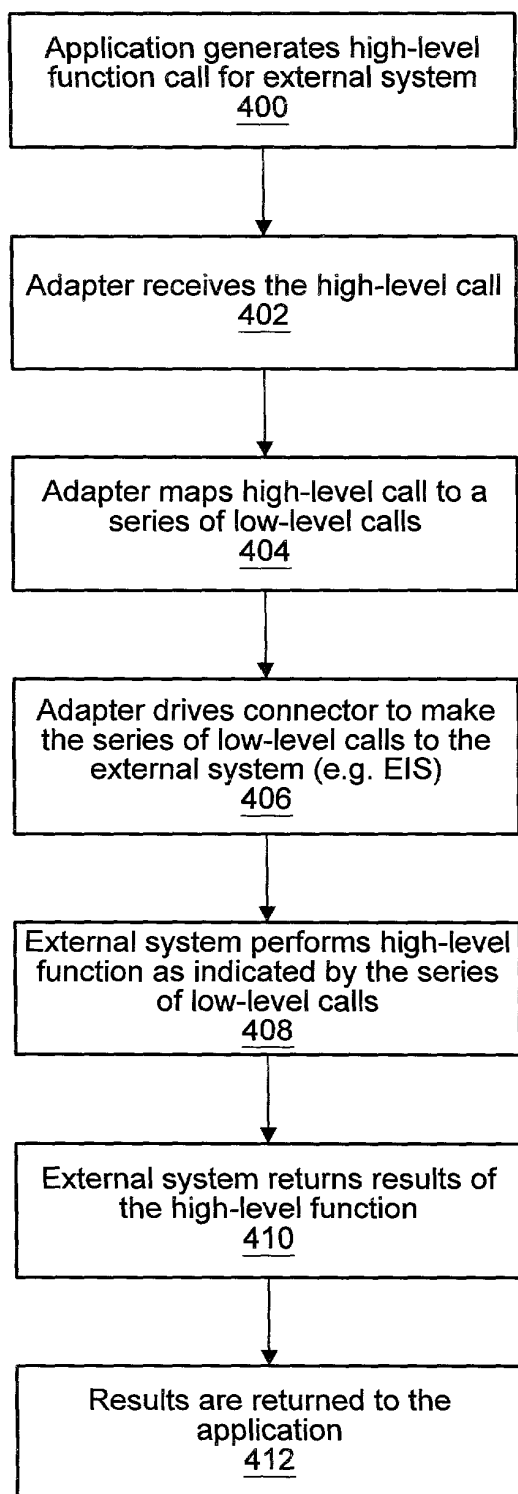 Application generates high-level
function call for external system
400
Adapter receives the high-level call
402
Adapter maps high-level call to a
series of low-level calls
404
Adapter drives connector to make
the series of low-level calls to the
external system (e.g. EIS)
406
External system performs high-level
function as indicated by the series
of low-level calls
408
External system returns results of
the high-level function
410
Results are returned to the
application
412